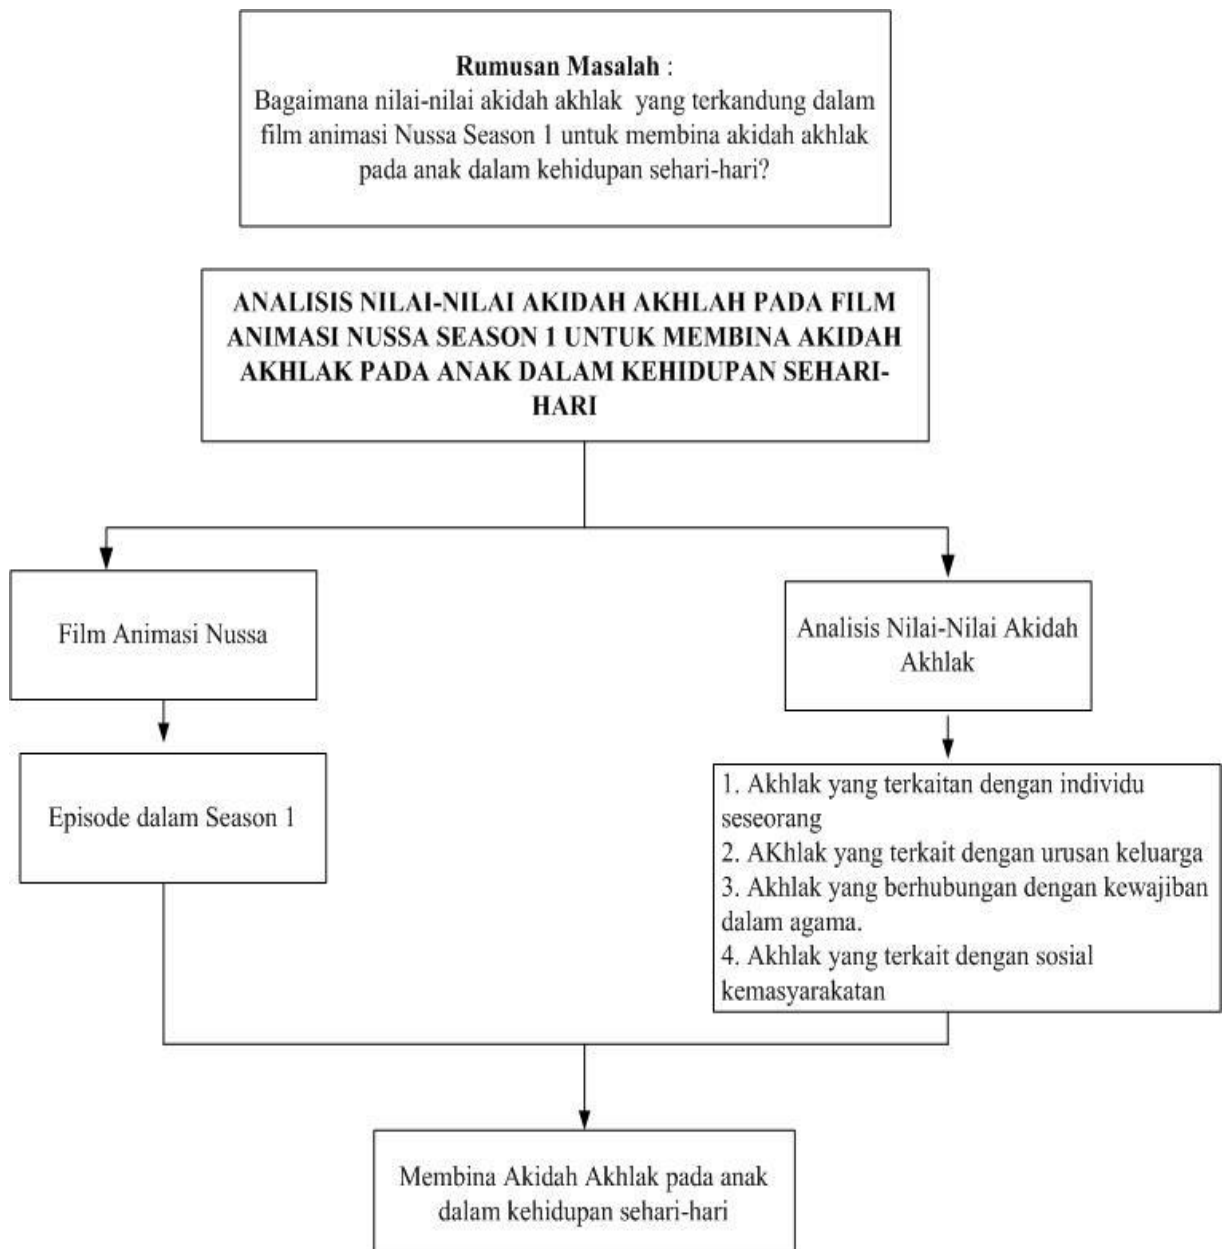 Rumusan Masalah :
Bagaimana nilai-nilai akidah akhlak yang terkandung dalam
film animasi Nussa Season 1 untuk membina akidah akhlak
pada anak dalam kehidupan sehari-hari?
ANALISIS NILAI-NILAI AKIDAH AKHLAH PADA FILM
ANIMASI NUSSA SEASON 1 UNTUK MEMBINA AKIDAH
AKHLAK PADA ANAK DALAM KEHIDUPAN SEHARI-
HARI
Film Animasi Nussa
Analisis Nilai-Nilai Akidah
Akhlak
Episode dalam Season 1
1. Akhlak yang terkaitan dengan individu
seseorang
2. AKhlak yang terkait dengan urusan keluarga
3. Akhlak yang berhubungan dengan kewajiban
dalam agama.
4. Akhlak yang terkait dengan sosial
kemasyarakatan
Membina Akidah Akhlak pada anak
dalam kehidupan sehari-hari